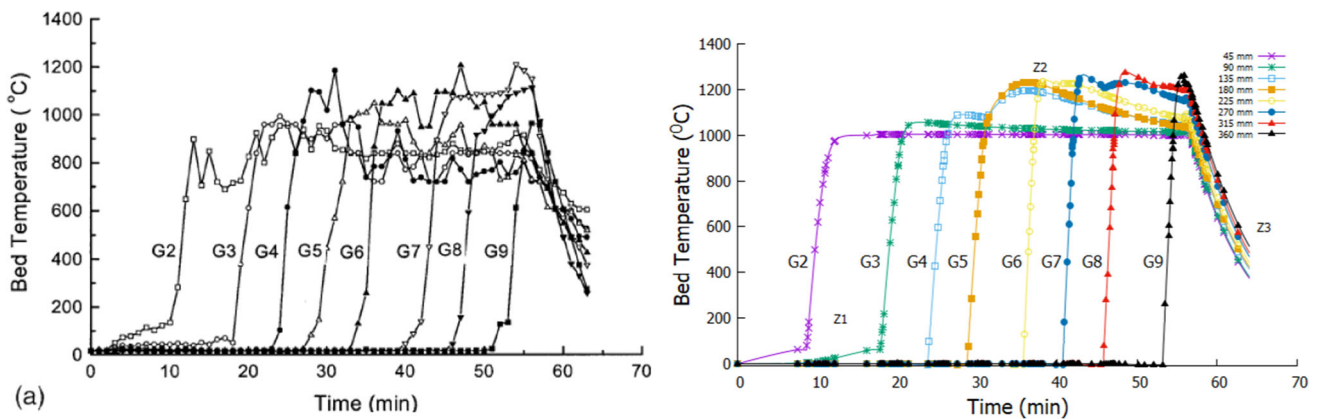 1400
1200
1000
800
600
400
200
0
Bed Temperature ( °C)
G2
G3
G4
G5
G6
G7
G8
G9
0
10
20
30
40
50
60
70
Time (min)
(a)
1400
1200
1000
800
600
400
200
0
Bed Temperature (⁰C)
Z2
45 mm
90 mm
135 mm
180 mm
225 mm
270 mm
315 mm
360 mm
G2
G3
G4
G5
G6
G7
G8
G9
Z1
Z3
0
10
20
30
40
50
60
70
Time (min)